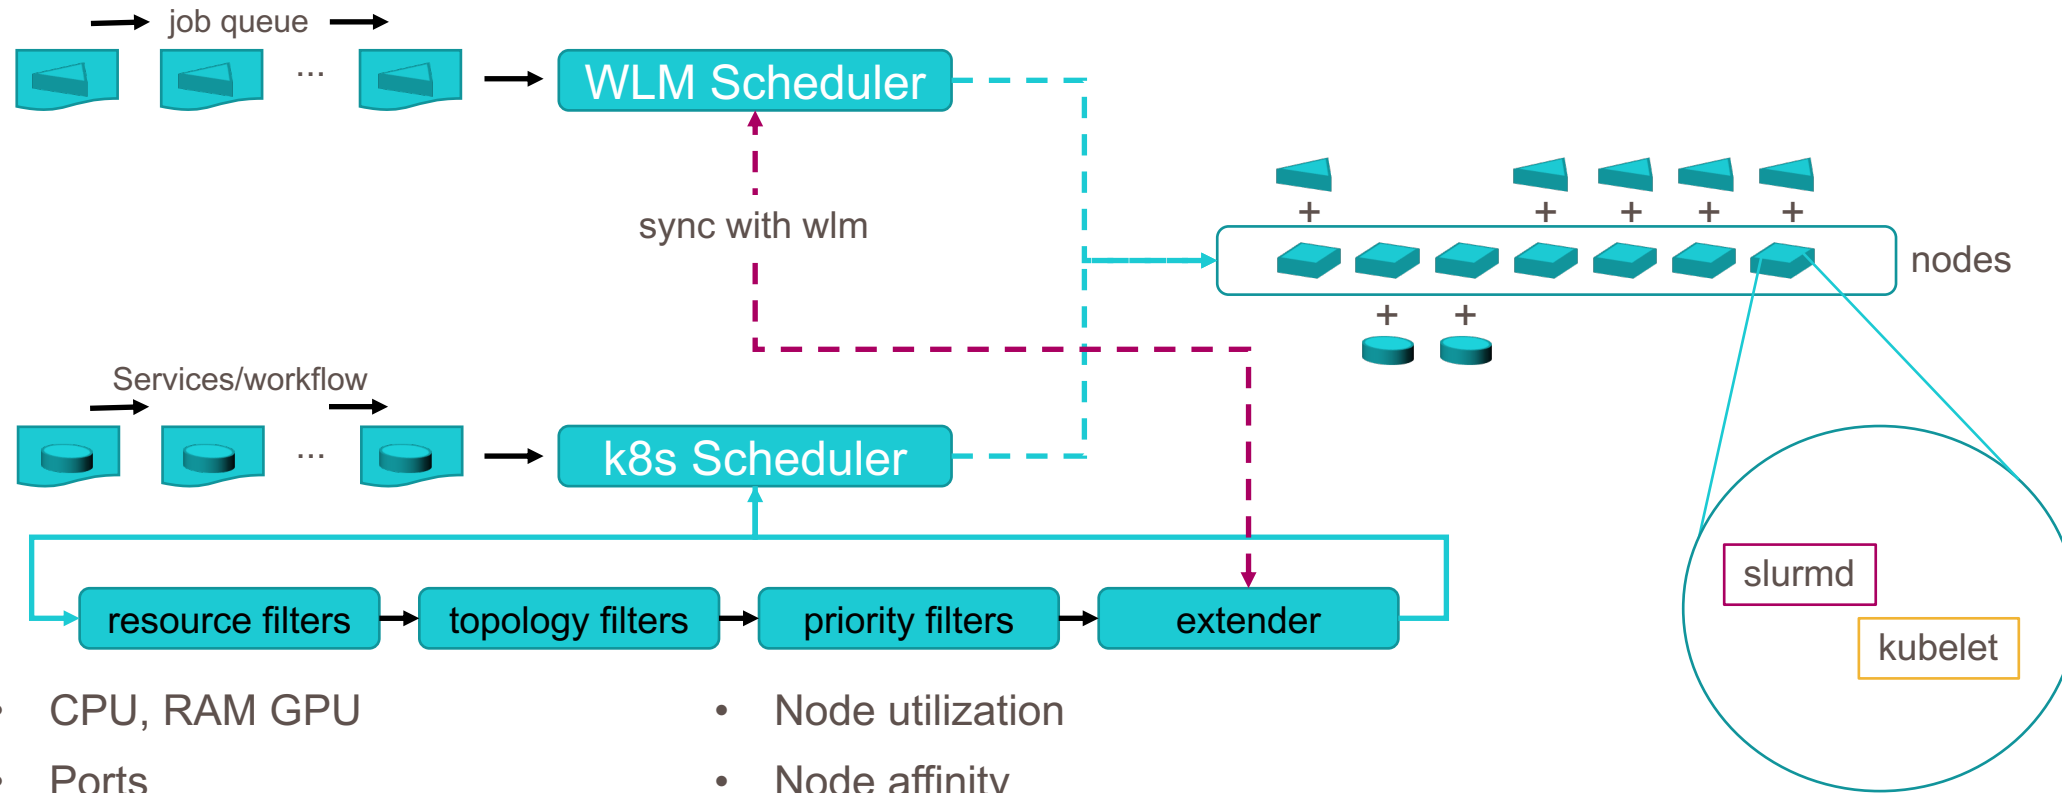 job queue
...
WLM Scheduler
sync with wlm
+ + + + +
nodes
+ +
Services/workflow
...
k8s Scheduler
resource filters
topology filters
priority filters
extender
slurmd
kubelet
• CPU, RAM GPU
• Ports
• Node utilization
• Node affinity